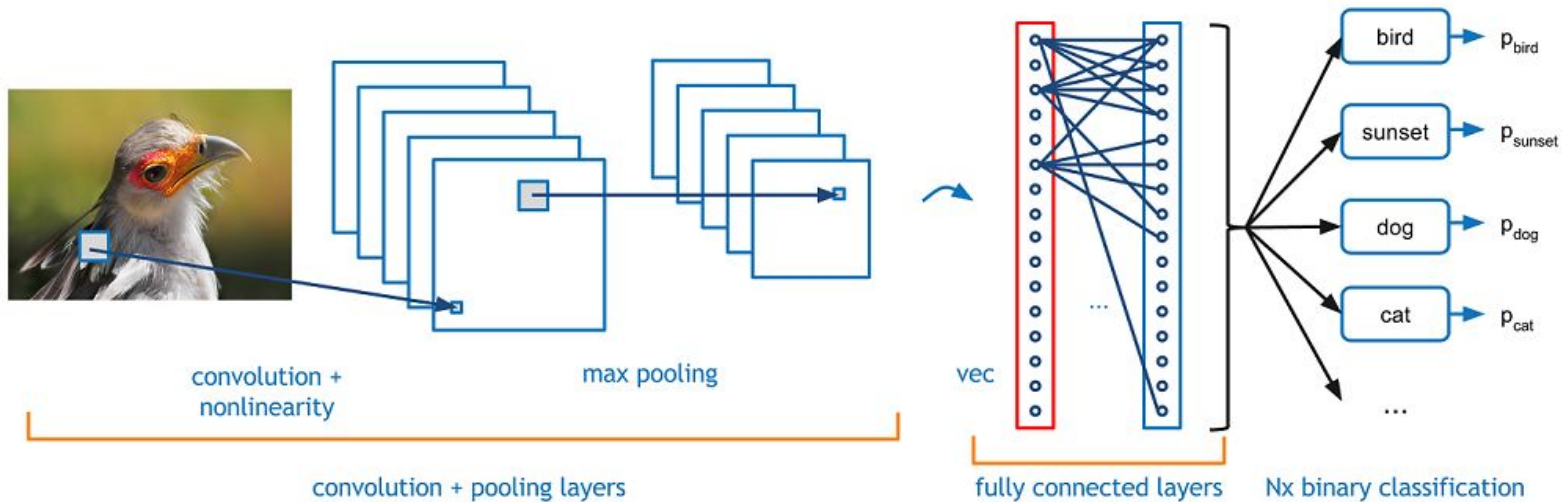 bird
p_bird
sunset
p_sunset
dog
p_dog
cat
p_cat
...
...
convolution +
nonlinearity
max pooling
vec
convolution + pooling layers
fully connected layers
Nx binary classification